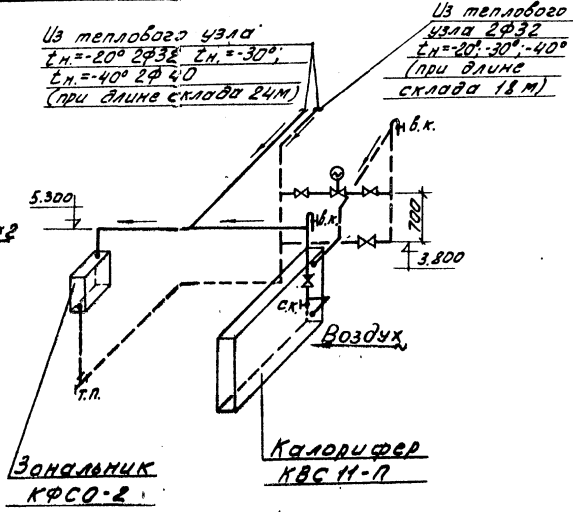 Из теплового узла
tн.=-20° 2ф32 tн.=-30°;
tн.=-40° 2ф40
(при длине склада 24м)
Из теплового
узла 2ф32
tн=-20°;-30°;-40°
(при длине
склада 18м)
в.к.
5.300
в.к.
700
3.800
с.к.
Воздух
т.п.
Зональник
КФСО-2
Калорифер
КВС 11-П